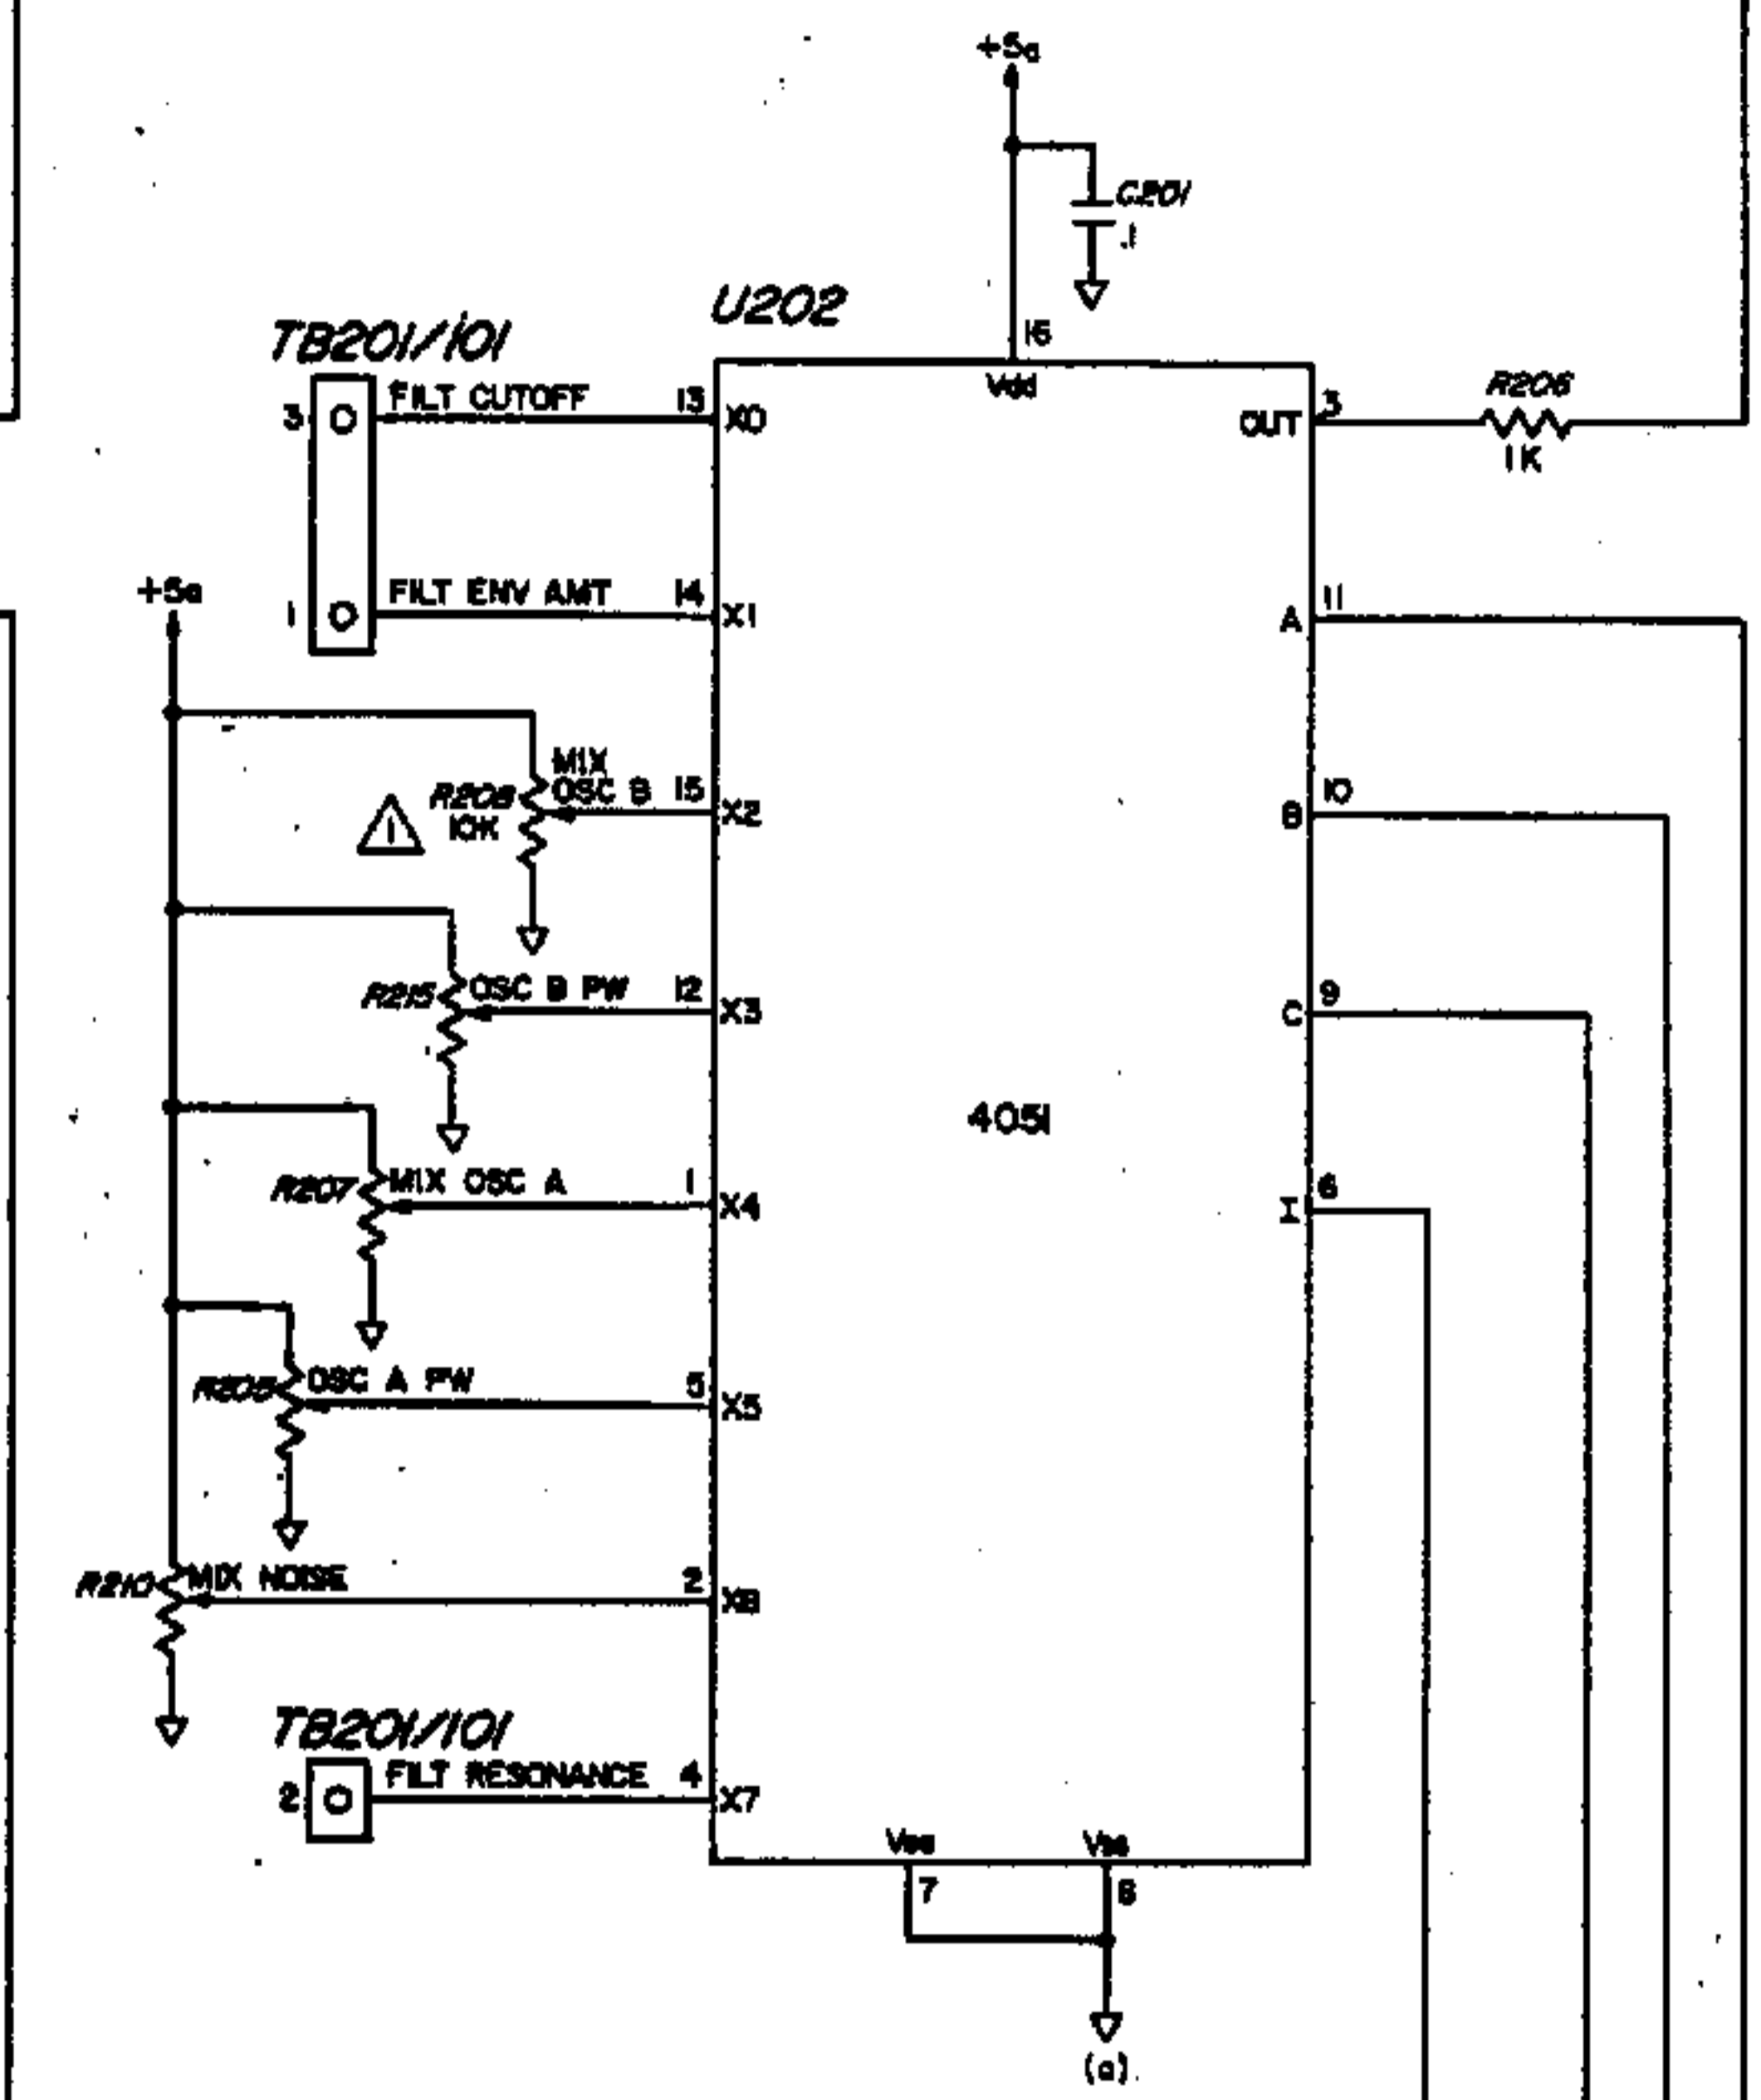 +5a
C201
.1
U202
TB201/101
16
Vdd
3
FILT CUTOFF
13
X0
OUT
3
R206
1K
+5a
1
FILT ENV AMT
14
X1
A
11
MIX
OSC B
15
X2
R208
10K
1
B
10
R215
OSC B PW
12
X3
C
9
4051
R207
MIX OSC A
1
X4
I
6
OSC A PW
5
X5
R210
MIX NOISE
2
X6
TB201/101
2
FILT RESONANCE
4
X7
Vss
7
8
(a)